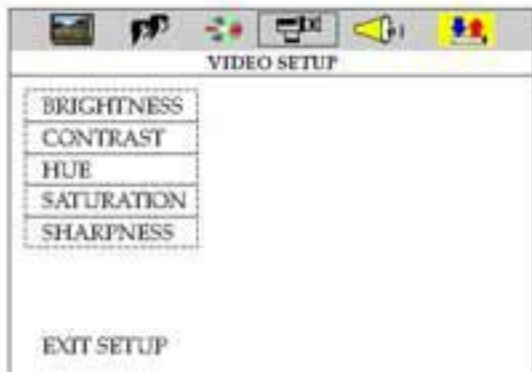 VIDEO SETUP
BRIGHTNESS
CONTRAST
HUE
SATURATION
SHARPNESS
EXIT SETUP